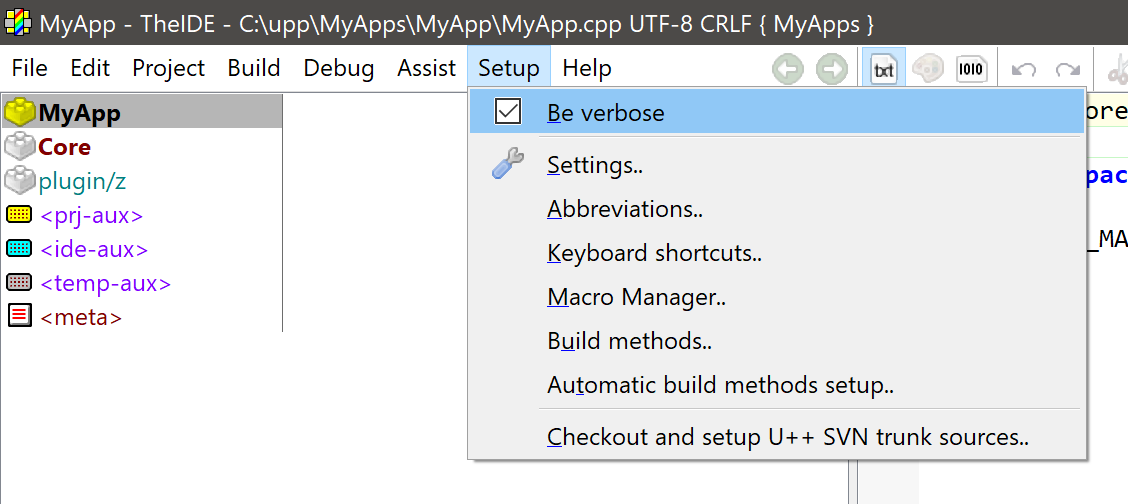 MyApp - TheIDE - C:\upp\MyApps\MyApp\MyApp.cpp UTF-8 CRLF { MyApps }
File Edit Project Build Debug Assist Setup Help txt 1010
MyApp
Core
plugin/z
<prj-aux>
<ide-aux>
<temp-aux>
<meta>
Be verbose
Settings..
Abbreviations..
Keyboard shortcuts..
Macro Manager..
Build methods..
Automatic build methods setup..
Checkout and setup U++ SVN trunk sources..
ore
pac
_MA